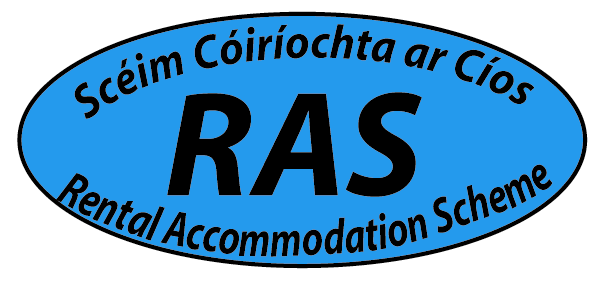 Scéim Cóiríochta ar Cíos
RAS
Rental Accommodation Scheme